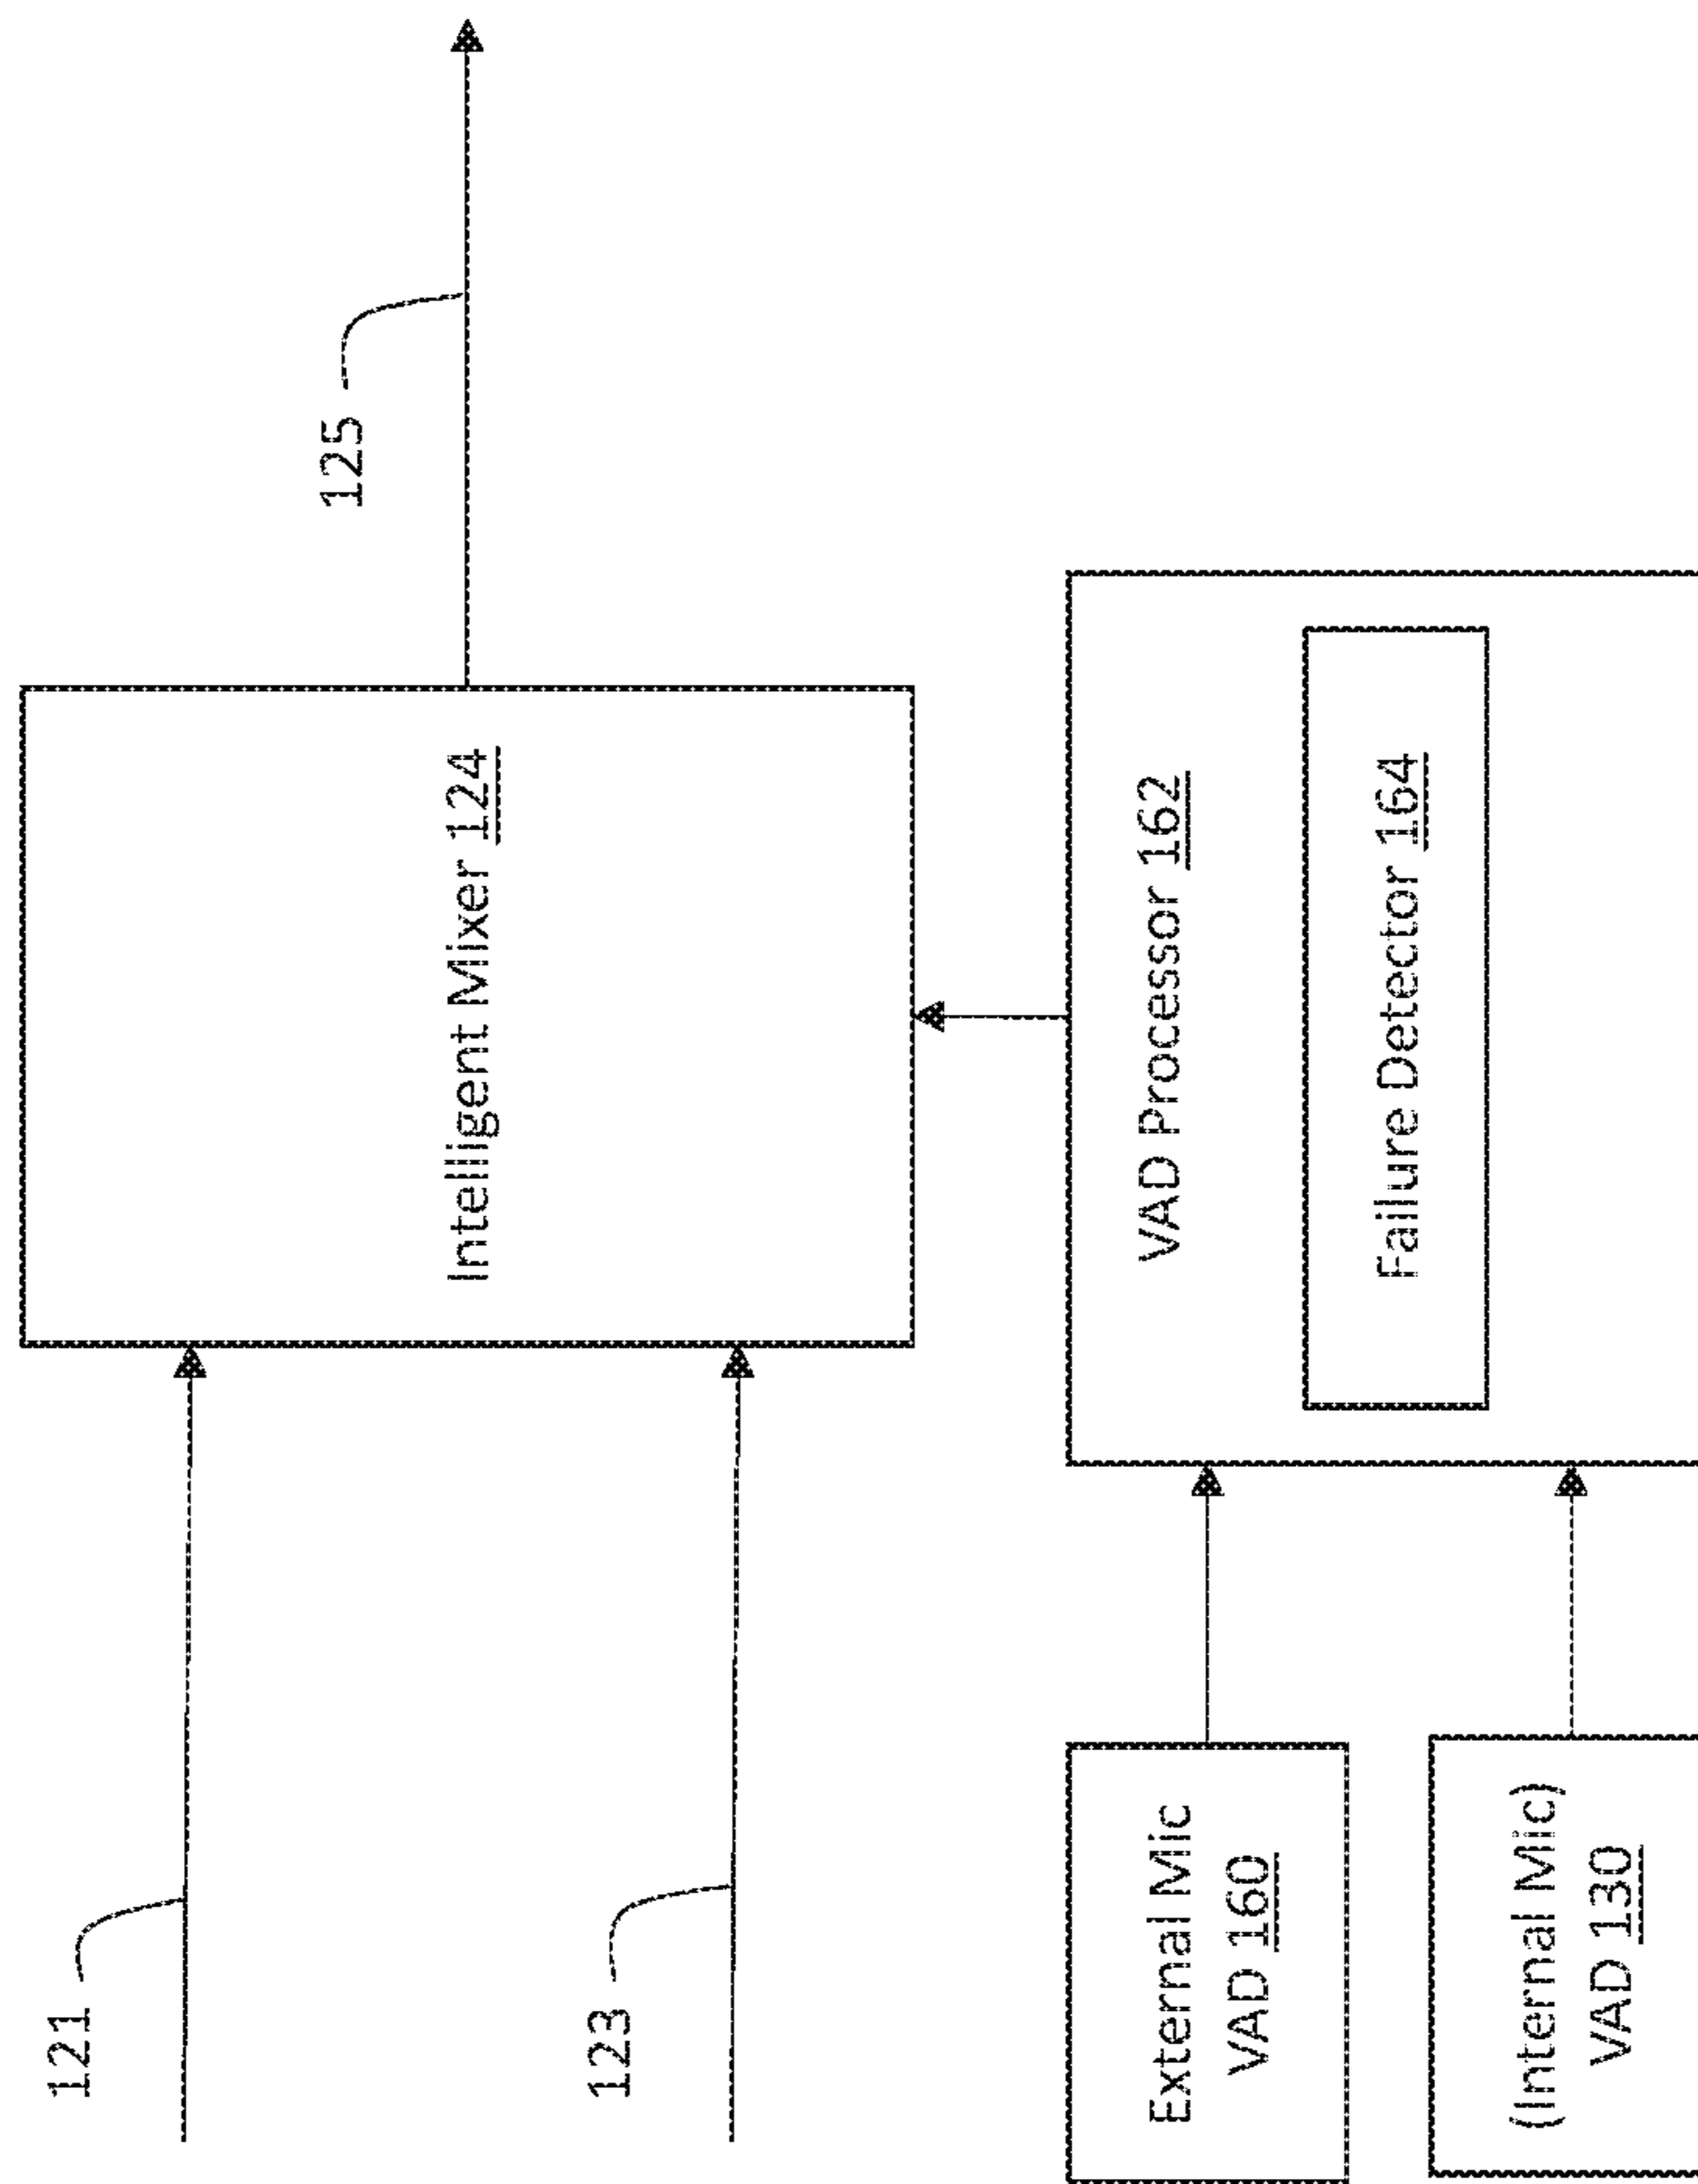 121
123
125
Intelligent Mixer 124
External Mic
VAD 160
(Internal Mic)
VAD 130
VAD Processor 162
Failure Detector 164